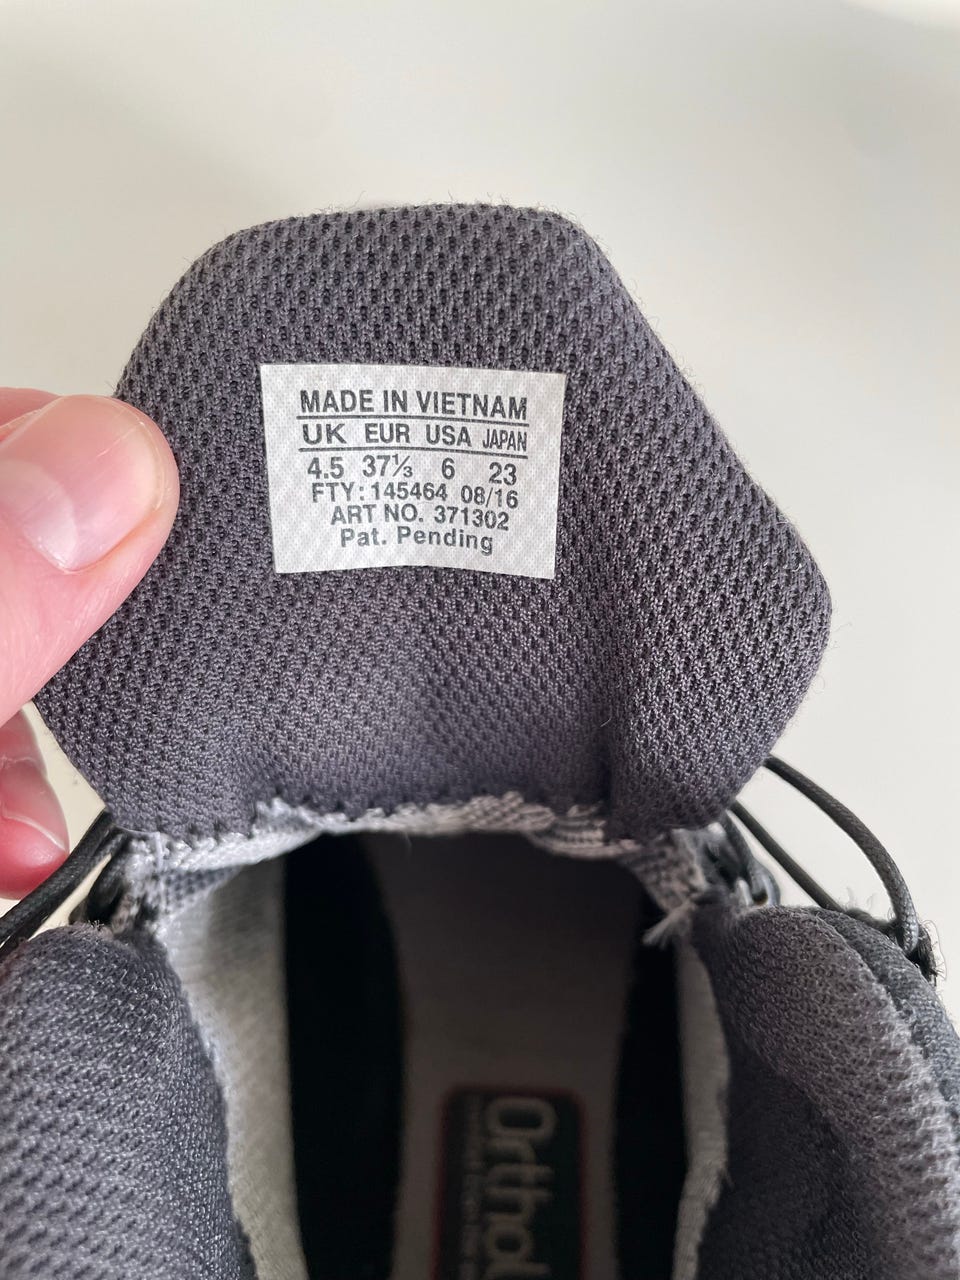 MADE IN VIETNAM
UK EUR USA JAPAN
4.5 37⅓ 6 23
FTY: 145464 08/16
ART NO. 371302
Pat. Pending